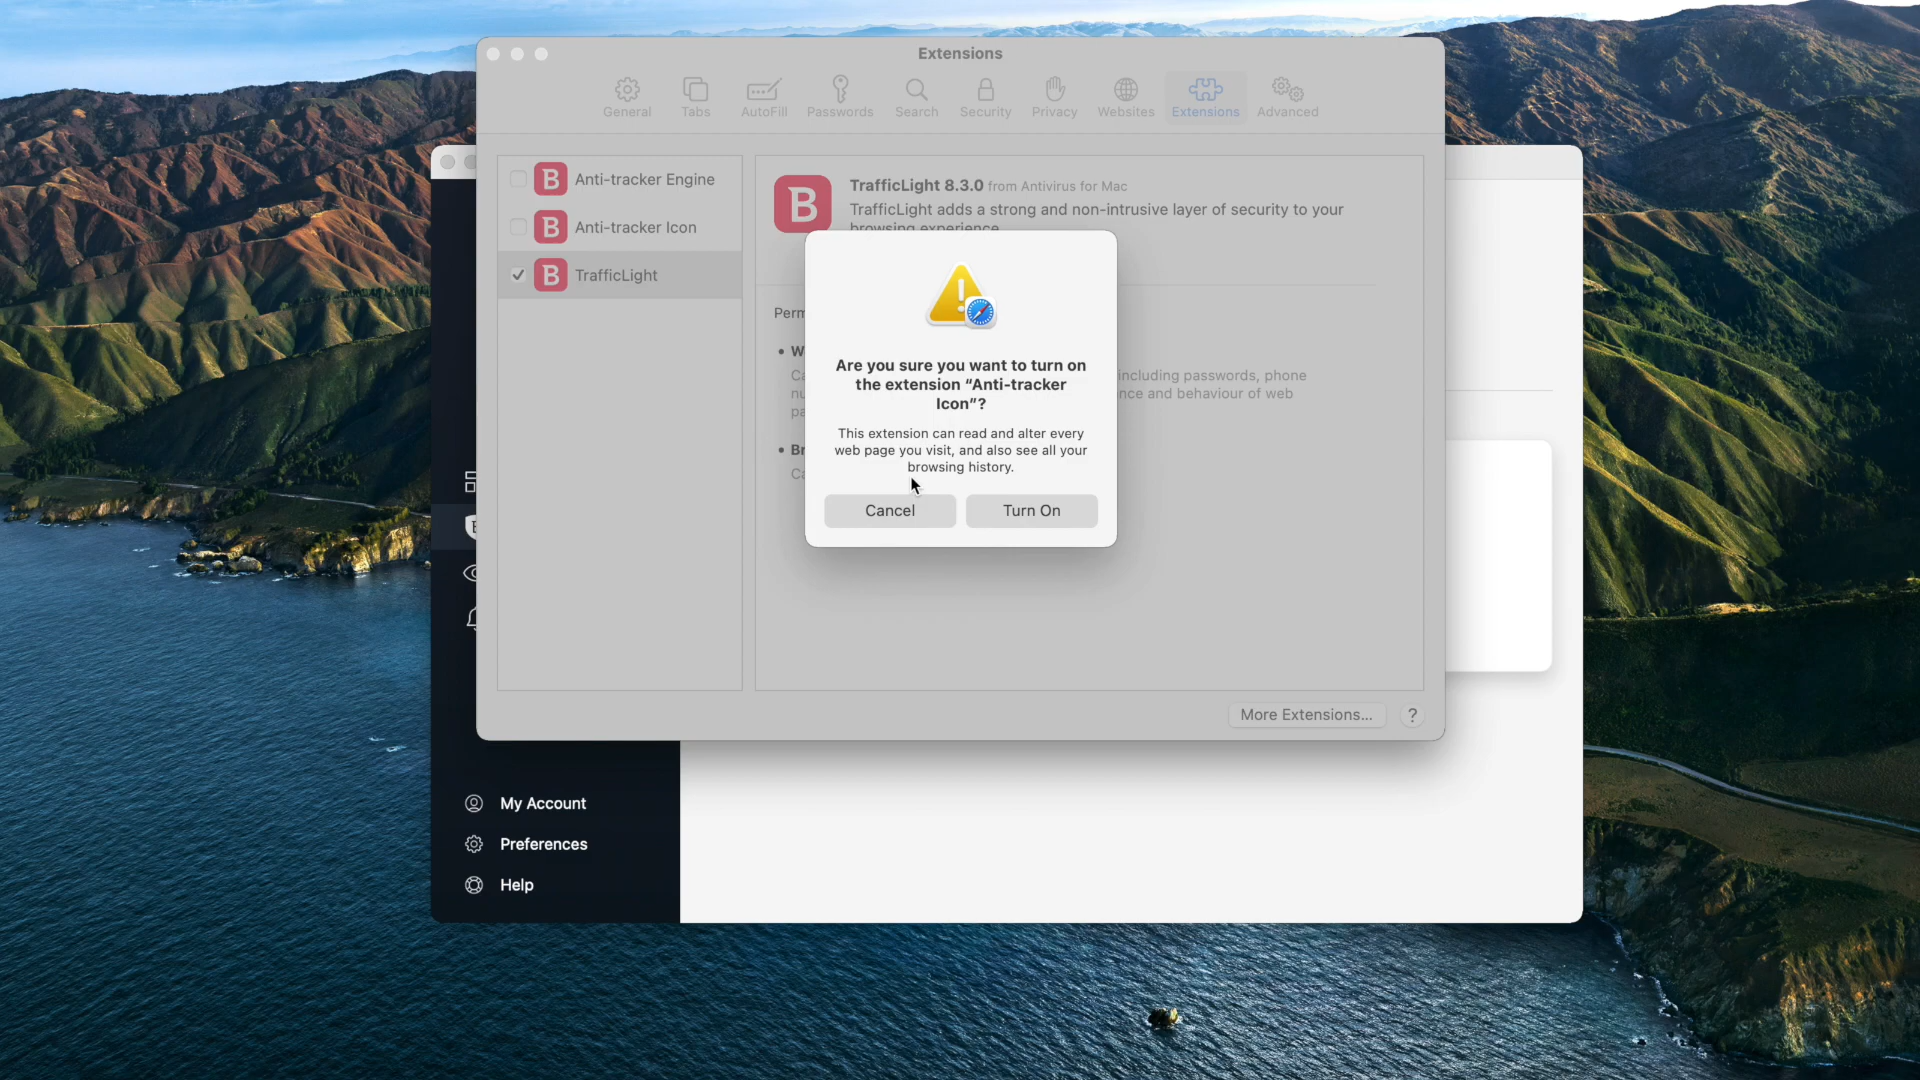 Extensions
General
Tabs
AutoFill
Passwords
Search
Security
Privacy
Websites
Extensions
Advanced
B Anti-tracker Engine
B Anti-tracker Icon
B TrafficLight
B
TrafficLight 8.3.0 from Antivirus for Mac
TrafficLight adds a strong and non-intrusive layer of security to your
browsing experience
Are you sure you want to turn on
the extension “Anti-tracker
Icon”?
This extension can read and alter every
web page you visit, and also see all your
browsing history.
Cancel
Turn On
including passwords, phone
and behaviour of web
More Extensions...
?
My Account
Preferences
Help